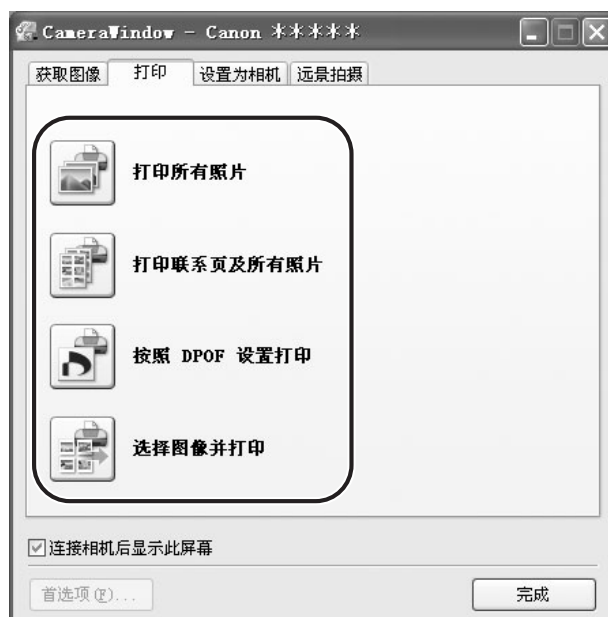 CameraWindow - Canon *****
获取图像 打印 设置为相机 远景拍摄
打印所有照片
打印联系页及所有照片
按照 DPOF 设置打印
选择图像并打印
连接相机后显示此屏幕
首选项(F)... 完成